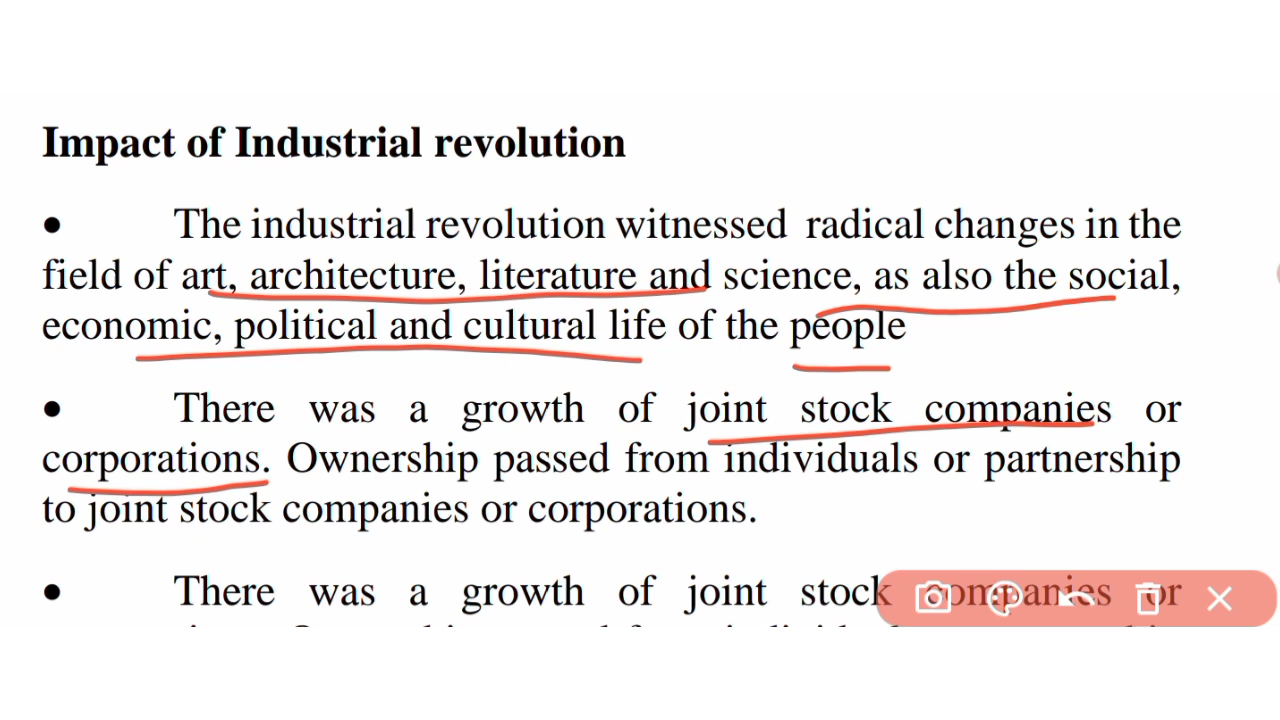 Impact of Industrial revolution
• The industrial revolution witnessed radical changes in the
field of art, architecture, literature and science, as also the social,
economic, political and cultural life of the people
• There was a growth of joint stock companies or
corporations. Ownership passed from individuals or partnership
to joint stock companies or corporations.
• There was a growth of joint stock companies or